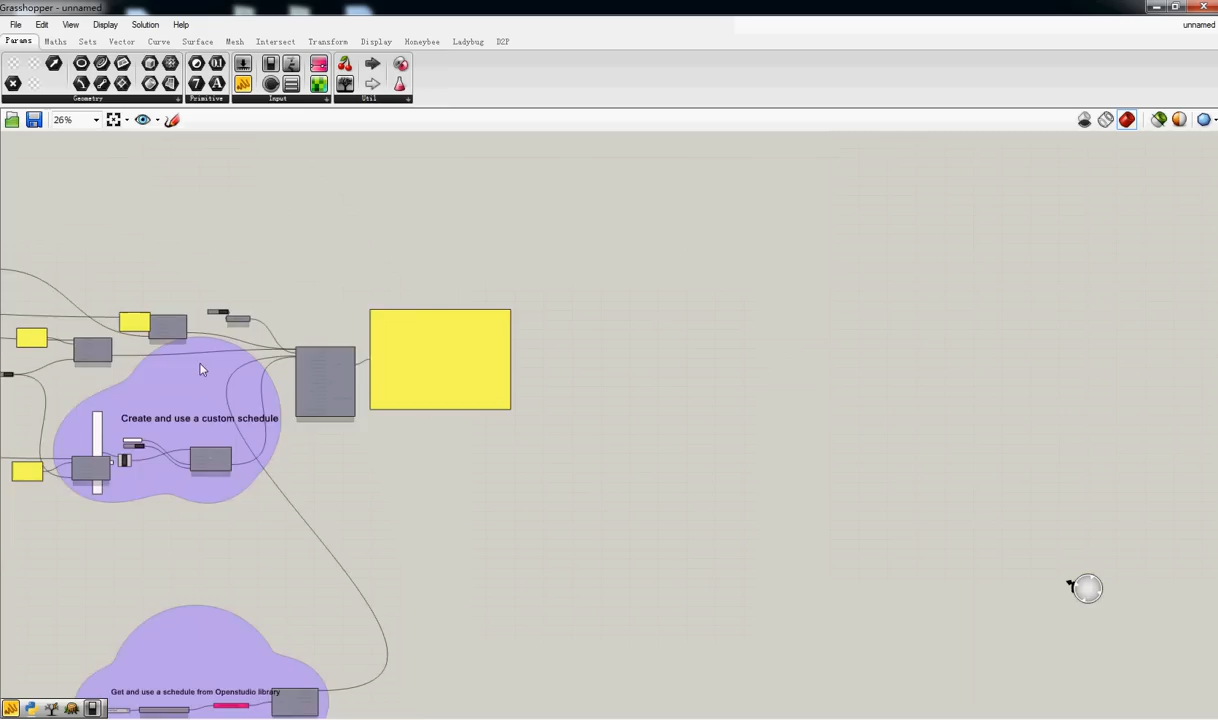 Grasshopper - unnamed
File Edit View Display Solution Help
unnamed
Params Maths Sets Vector Curve Surface Mesh Intersect Transform Display Honeybee Ladybug D2P
Geometry Primitive Input Util
26%
Create and use a custom schedule
Get and use a schedule from Openstudio library